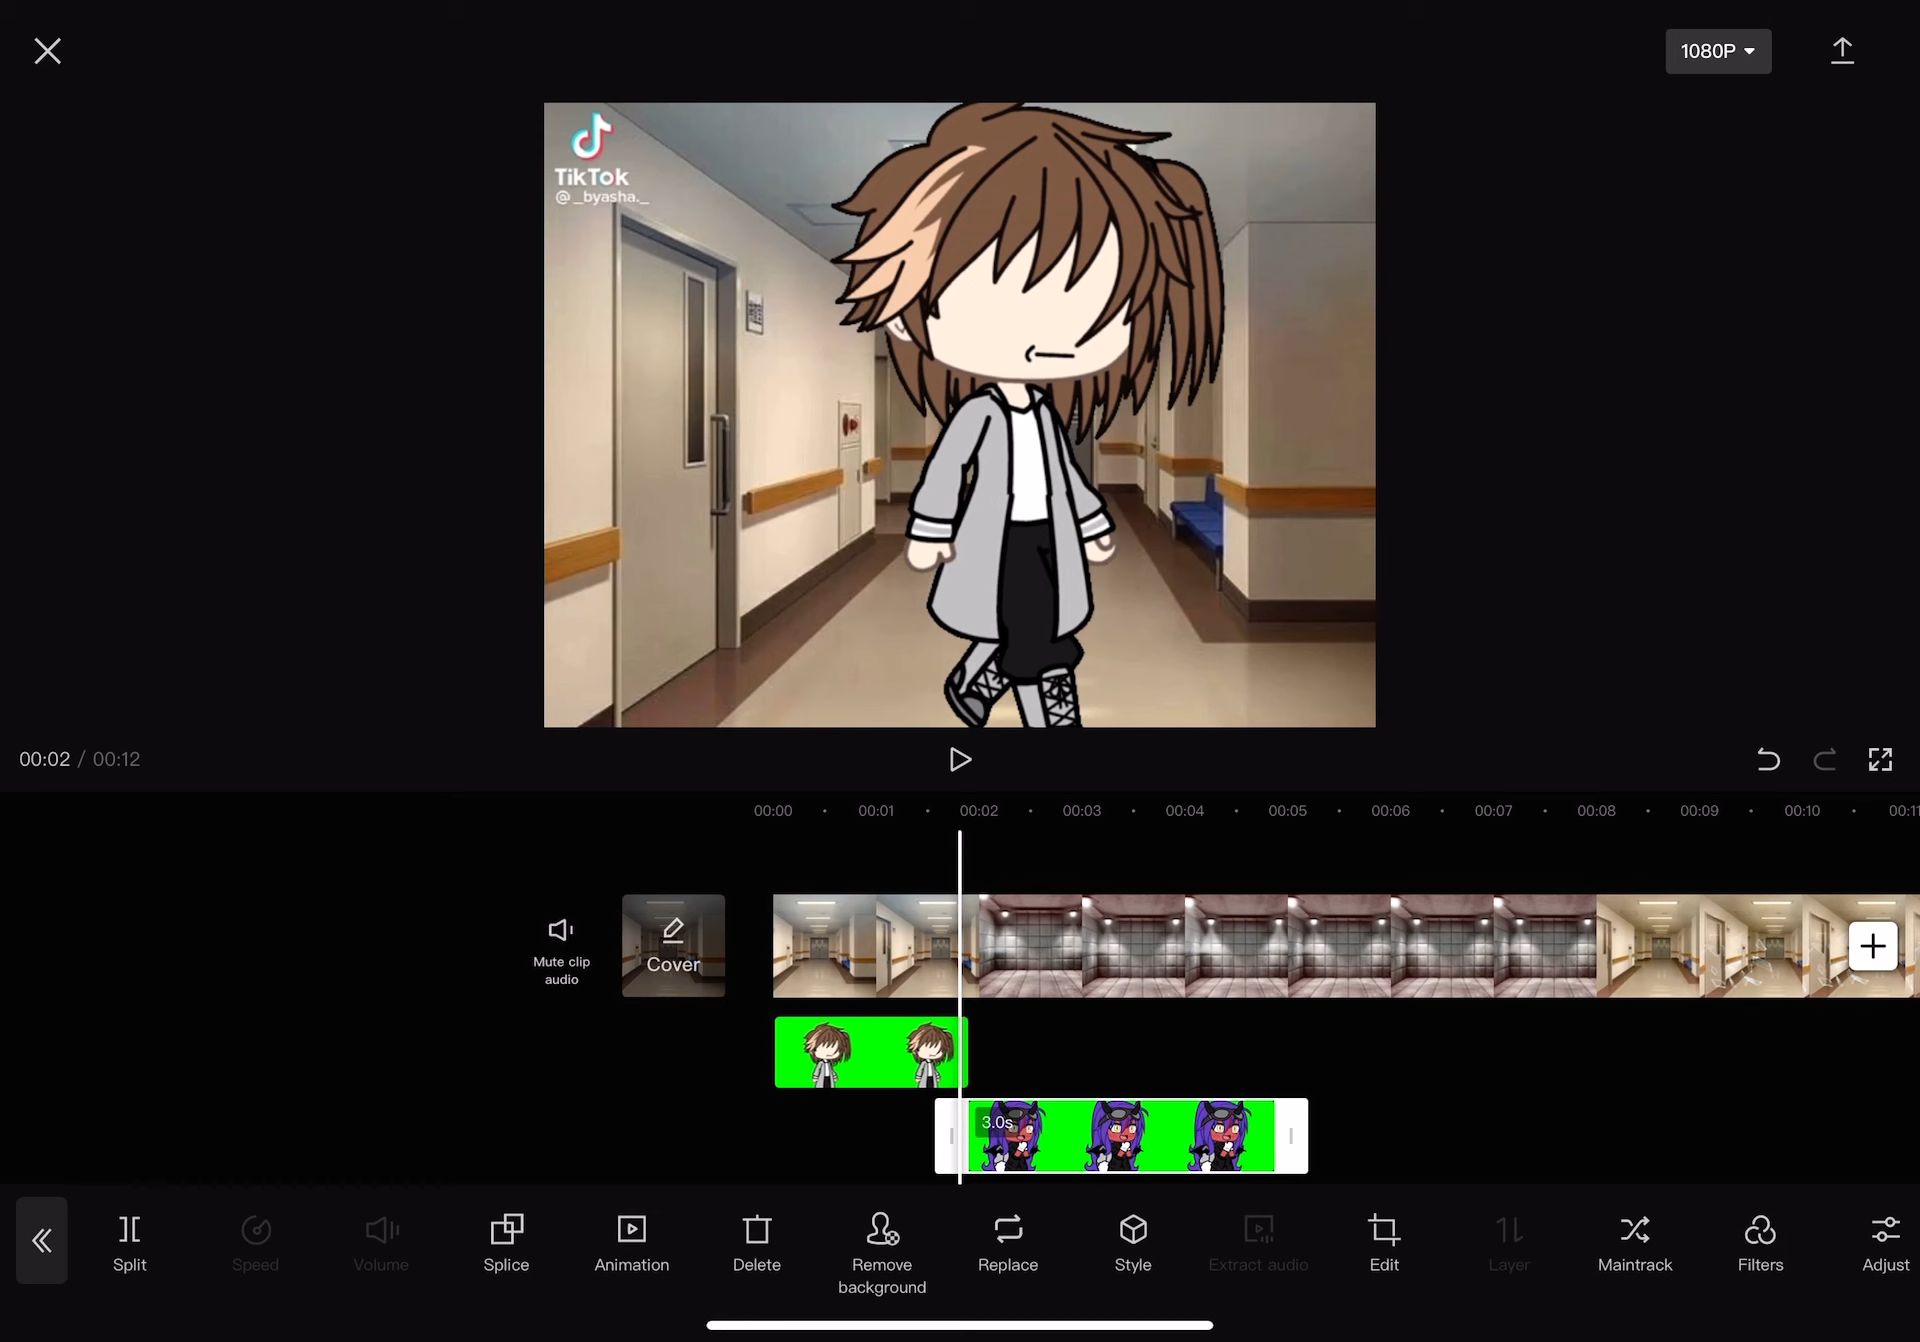 1080P
TikTok
@_byasha._
00:02 / 00:12
00:00 00:01 00:02 00:03 00:04 00:05 00:06 00:07 00:08 00:09 00:10 00:11
Mute clip
audio
Cover
3.0s
Split Speed Volume Splice Animation Delete Remove Replace Style Extract audio Edit Layer Maintrack Filters Adjust
background